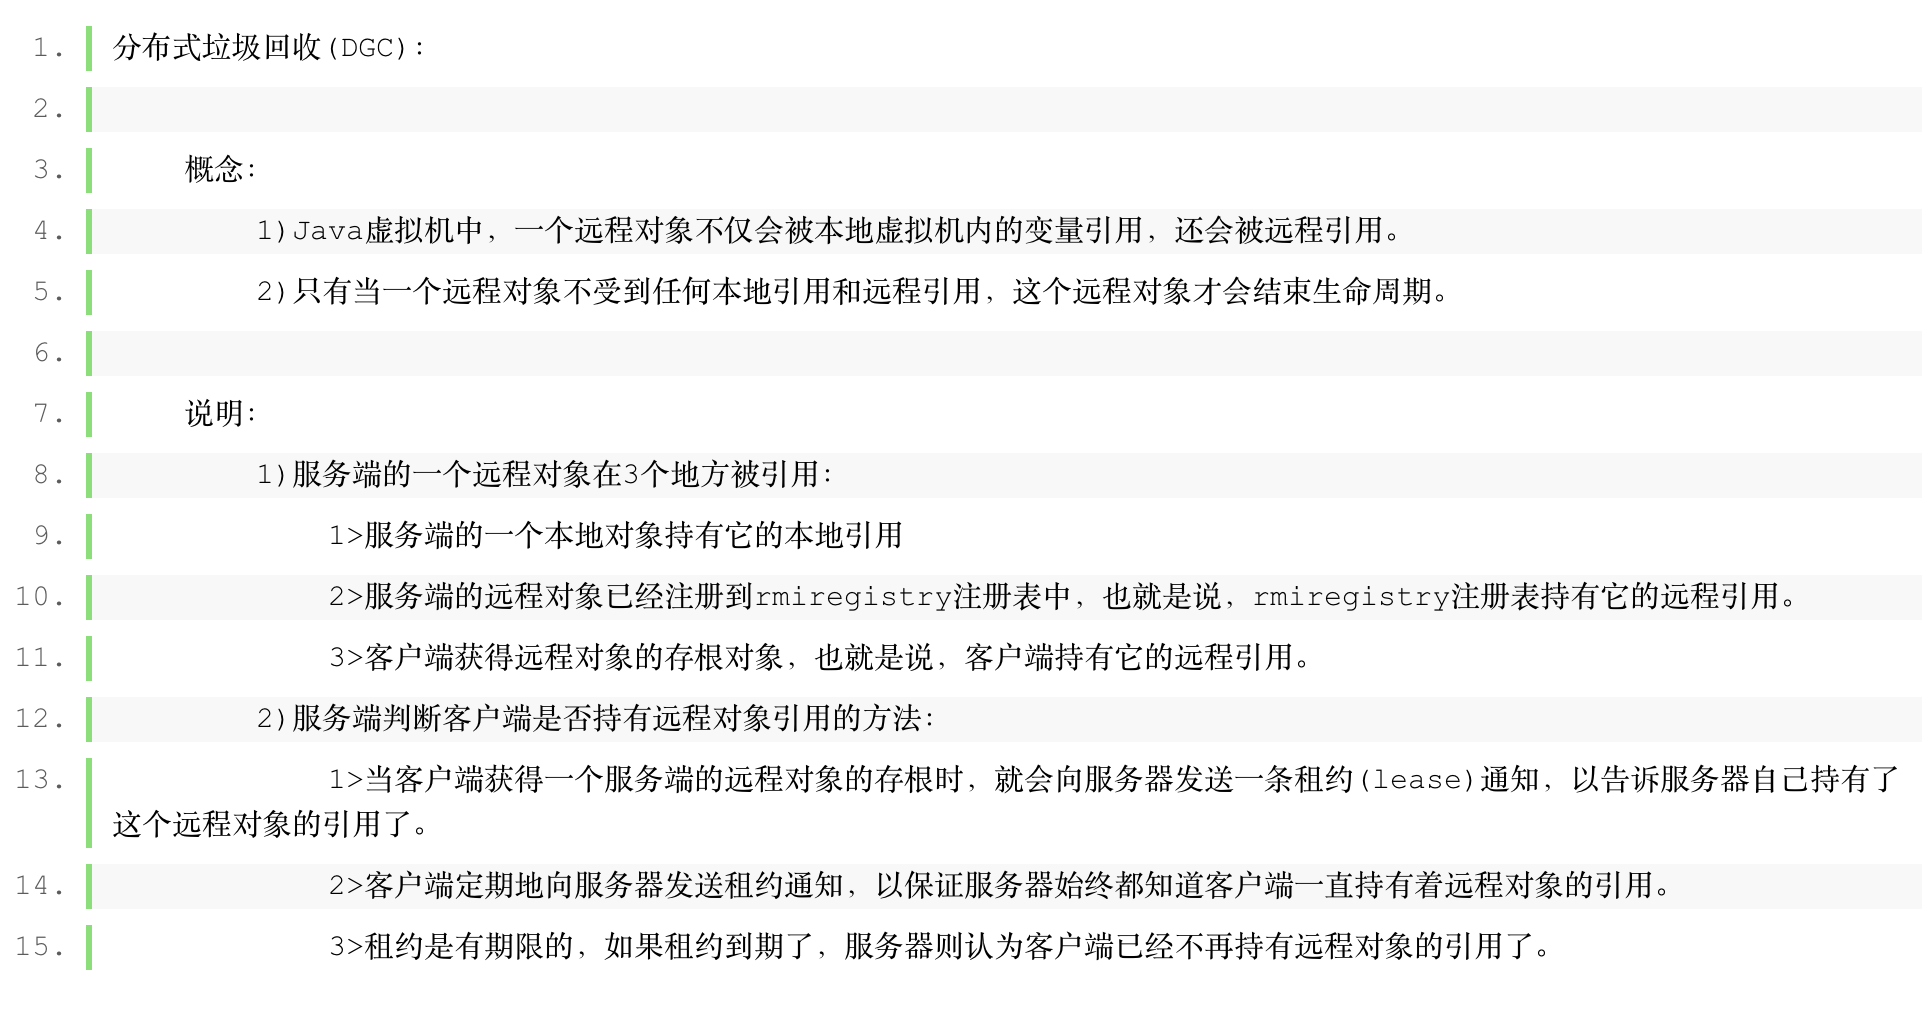 1. 分布式垃圾回收(DGC):
2.
3. 概念:
4. 1)Java虚拟机中，一个远程对象不仅会被本地虚拟机内的变量引用，还会被远程引用。
5. 2)只有当一个远程对象不受到任何本地引用和远程引用，这个远程对象才会结束生命周期。
6.
7. 说明:
8. 1)服务端的一个远程对象在3个地方被引用:
9. 1>服务端的一个本地对象持有它的本地引用
10. 2>服务端的远程对象已经注册到rmiregistry注册表中，也就是说，rmiregistry注册表持有它的远程引用。
11. 3>客户端获得远程对象的存根对象，也就是说，客户端持有它的远程引用。
12. 2)服务端判断客户端是否持有远程对象引用的方法:
13. 1>当客户端获得一个服务端的远程对象的存根时，就会向服务器发送一条租约(lease)通知，以告诉服务器自己持有了
这个远程对象的引用了。
14. 2>客户端定期地向服务器发送租约通知，以保证服务器始终都知道客户端一直持有着远程对象的引用。
15. 3>租约是有期限的，如果租约到期了，服务器则认为客户端已经不再持有远程对象的引用了。